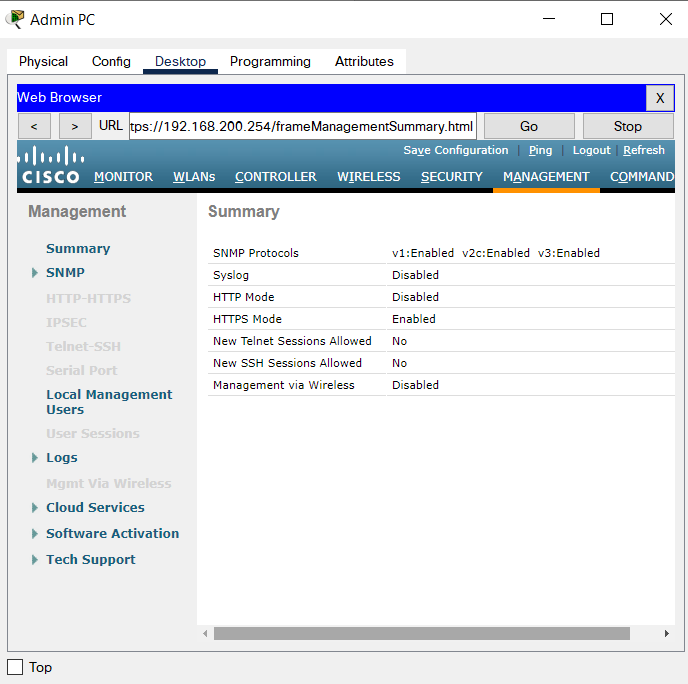 Admin PC
Physical Config Desktop Programming Attributes
Web Browser X
< > URL tps://192.168.200.254/frameManagementSummary.html Go Stop
Save Configuration | Ping | Logout | Refresh
CISCO MONITOR WLANs CONTROLLER WIRELESS SECURITY MANAGEMENT COMMAND
Management
Summary
SNMP
HTTP-HTTPS
IPSEC
Telnet-SSH
Serial Port
Local Management
Users
User Sessions
Logs
Mgmt Via Wireless
Cloud Services
Software Activation
Tech Support
Summary
SNMP Protocols v1:Enabled v2c:Enabled v3:Enabled
Syslog Disabled
HTTP Mode Disabled
HTTPS Mode Enabled
New Telnet Sessions Allowed No
New SSH Sessions Allowed No
Management via Wireless Disabled
Top